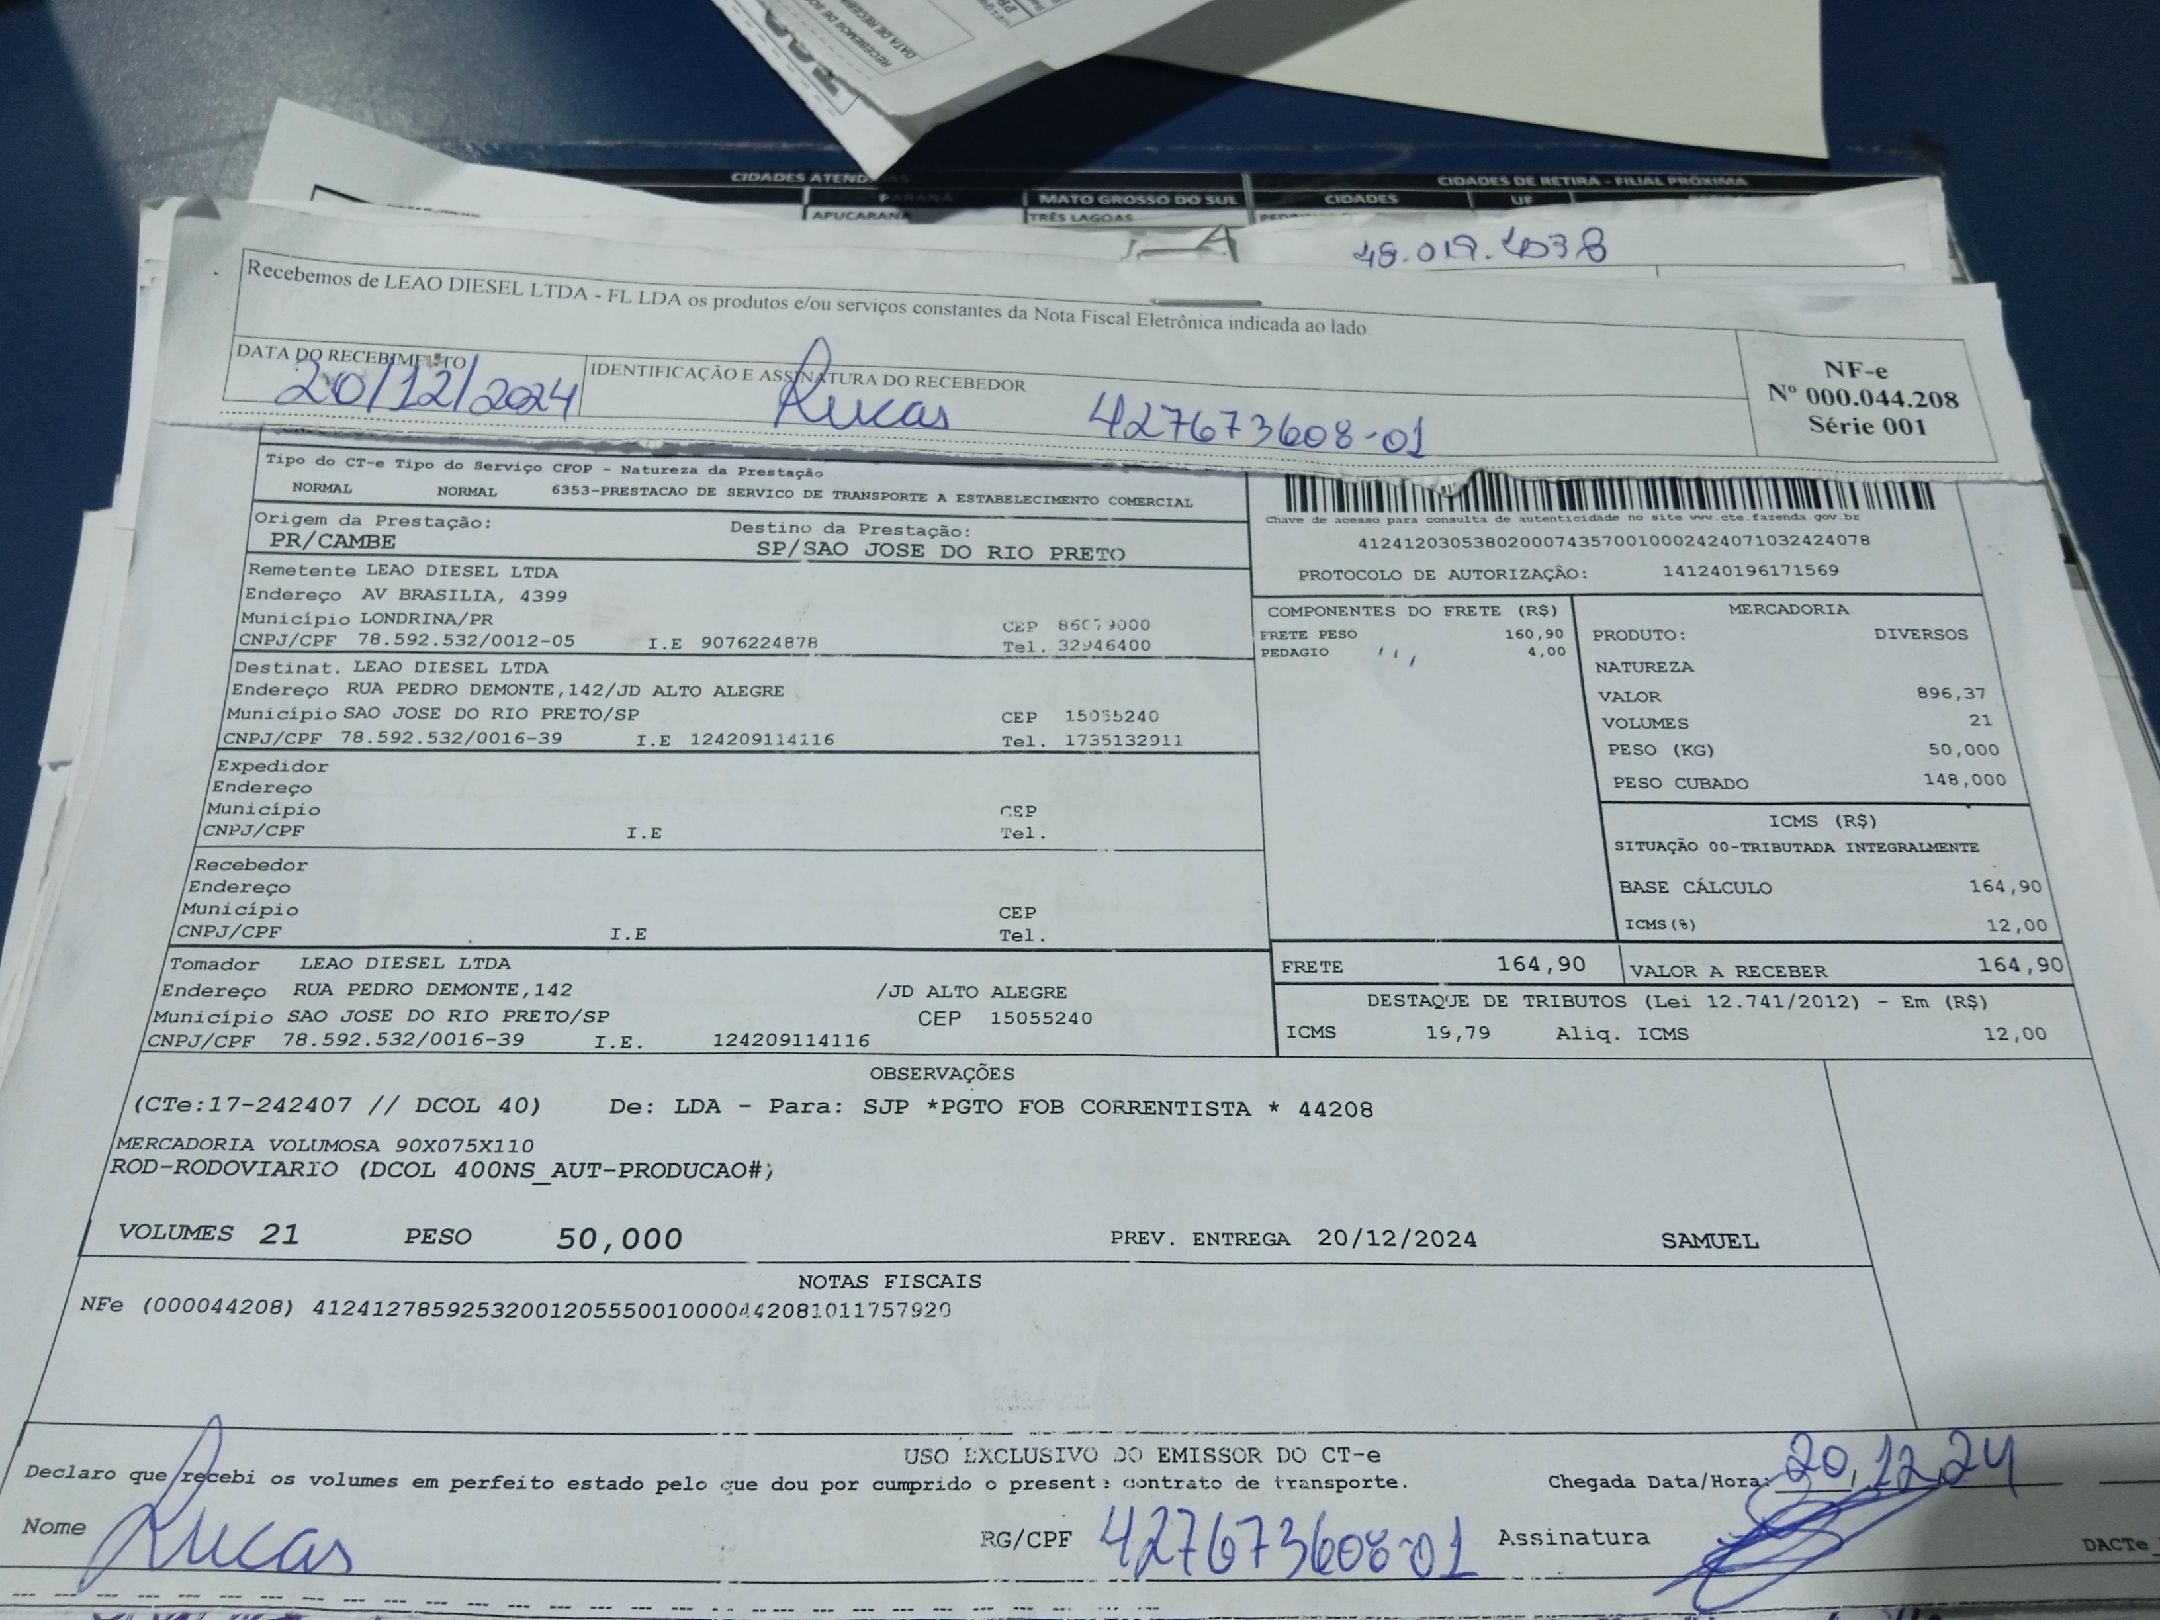 CIDADES DE RETIRA - FILIAL PRÓXIMA
CIDADES ATEND
PARANÁ MATO GROSSO DO SUL CIDADES UF
APUCARANA TRÊS LAGOAS
Recebemos de LEAO DIESEL LTDA - FL LDA os produtos e/ou serviços constantes da Nota Fiscal Eletrônica indicada ao lado.
DATA DO RECEBIMENTO IDENTIFICAÇÃO E ASSINATURA DO RECEBEDOR
20/12/2024 Lucas 427673608-01
NF-e
Nº 000.044.208
Série 001
Tipo do CT-e Tipo do Serviço CFOP - Natureza da Prestação
NORMAL NORMAL 6353-PRESTACAO DE SERVICO DE TRANSPORTE A ESTABELECIMENTO COMERCIAL
Origem da Prestação: Destino da Prestação:
PR/CAMBE SP/SAO JOSE DO RIO PRETO
Chave de acesso para consulta de autenticidade no site www.cte.fazenda.gov.br
41241203053802000743570010002424071032424078
PROTOCOLO DE AUTORIZAÇÃO: 141240196171569
Remetente LEAO DIESEL LTDA
Endereço AV BRASILIA, 4399
Município LONDRINA/PR CEP 86079000
CNPJ/CPF 78.592.532/0012-05 I.E 9076224878 Tel. 32946400
Destinat. LEAO DIESEL LTDA
Endereço RUA PEDRO DEMONTE,142/JD ALTO ALEGRE
Município SAO JOSE DO RIO PRETO/SP CEP 15055240
CNPJ/CPF 78.592.532/0016-39 I.E 124209114116 Tel. 1735132911
Expedidor
Endereço
Município CEP
CNPJ/CPF I.E Tel.
Recebedor
Endereço
Município CEP
CNPJ/CPF I.E Tel.
Tomador LEAO DIESEL LTDA
Endereço RUA PEDRO DEMONTE,142 /JD ALTO ALEGRE
Município SAO JOSE DO RIO PRETO/SP CEP 15055240
CNPJ/CPF 78.592.532/0016-39 I.E. 124209114116
COMPONENTES DO FRETE (R$)
FRETE PESO 160,90
PEDAGIO 4,00
MERCADORIA
PRODUTO: DIVERSOS
NATUREZA
VALOR 896,37
VOLUMES 21
PESO (KG) 50,000
PESO CUBADO 148,000
ICMS (R$)
SITUAÇÃO 00-TRIBUTADA INTEGRALMENTE
BASE CÁLCULO 164,90
ICMS(%) 12,00
FRETE 164,90 VALOR A RECEBER 164,90
DESTAQUE DE TRIBUTOS (Lei 12.741/2012) - Em (R$)
ICMS 19,79 Aliq. ICMS 12,00
OBSERVAÇÕES
(CTe:17-242407 // DCOL 40) De: LDA - Para: SJP *PGTO FOB CORRENTISTA * 44208
MERCADORIA VOLUMOSA 90X075X110
ROD-RODOVIARIO (DCOL 400NS_AUT-PRODUCAO#)
VOLUMES 21 PESO 50,000 PREV. ENTREGA 20/12/2024 SAMUEL
NOTAS FISCAIS
NFe (000044208) 41241278592532001205550010000442081011757920
USO EXCLUSIVO DO EMISSOR DO CT-e
Declaro que recebi os volumes em perfeito estado pelo que dou por cumprido o presente contrato de transporte. Chegada Data/Hora: 20,12,24
Nome Lucas RG/CPF 427673608-01 Assinatura
DACTe